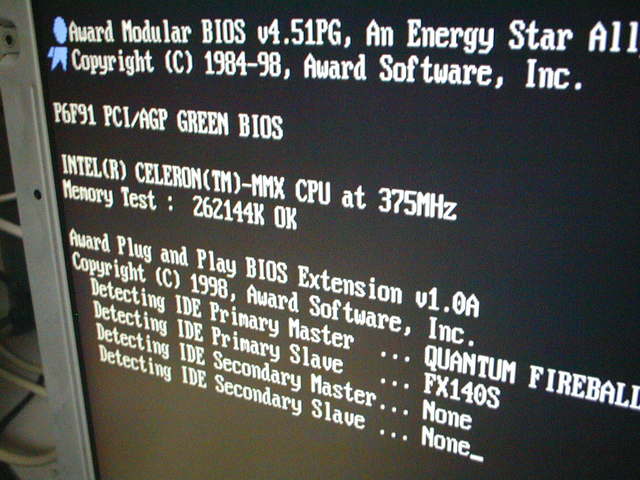 Award Modular BIOS v4.51PG, An Energy Star All
Copyright (C) 1984-98, Award Software, Inc.
P6F91 PCI/AGP GREEN BIOS
INTEL(R) CELERON(TM)-MMX CPU at 375MHz
Memory Test : 262144K OK
Award Plug and Play BIOS Extension v1.0A
Copyright (C) 1998, Award Software, Inc.
Detecting IDE Primary Master ... QUANTUM FIREBALL
Detecting IDE Primary Slave ... FX140S
Detecting IDE Secondary Master... None
Detecting IDE Secondary Slave ... None_